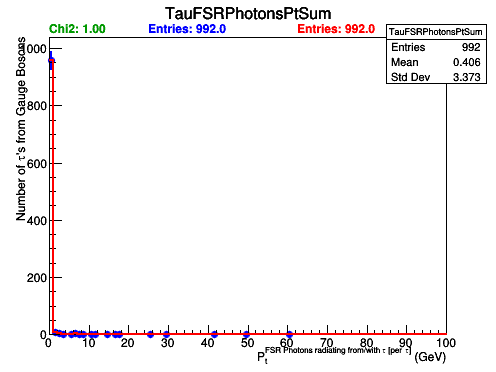 TauFSRPhotonsPtSum
Chi2: 1.00 Entries: 992.0 Entries: 992.0
TauFSRPhotonsPtSum
Entries 992
Mean 0.406
Std Dev 3.373
Number of τ's from Gauge Bosons
1000
800
600
400
200
0
0 10 20 30 40 50 60 70 80 90 100
P_t^FSR Photons radiating from/with τ [per τ] (GeV)